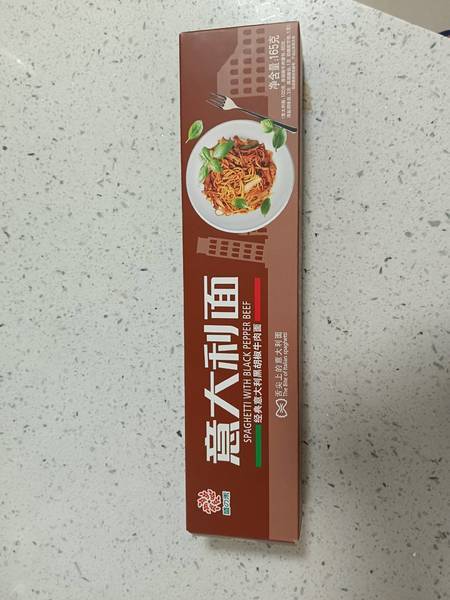 意大利面
SPAGHETTI WITH BLACK PEPPER BEEF
经典意大利黑胡椒牛肉面
舌尖上的意大利面
The Bite of Italian spaghetti
净含量:165克